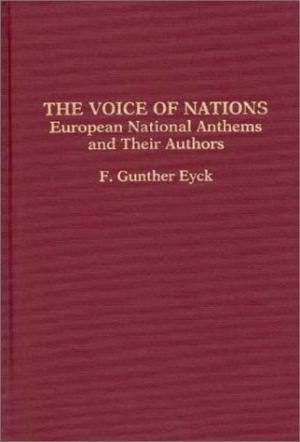 THE VOICE OF NATIONS
European National Anthems
and Their Authors
F. Gunther Eyck